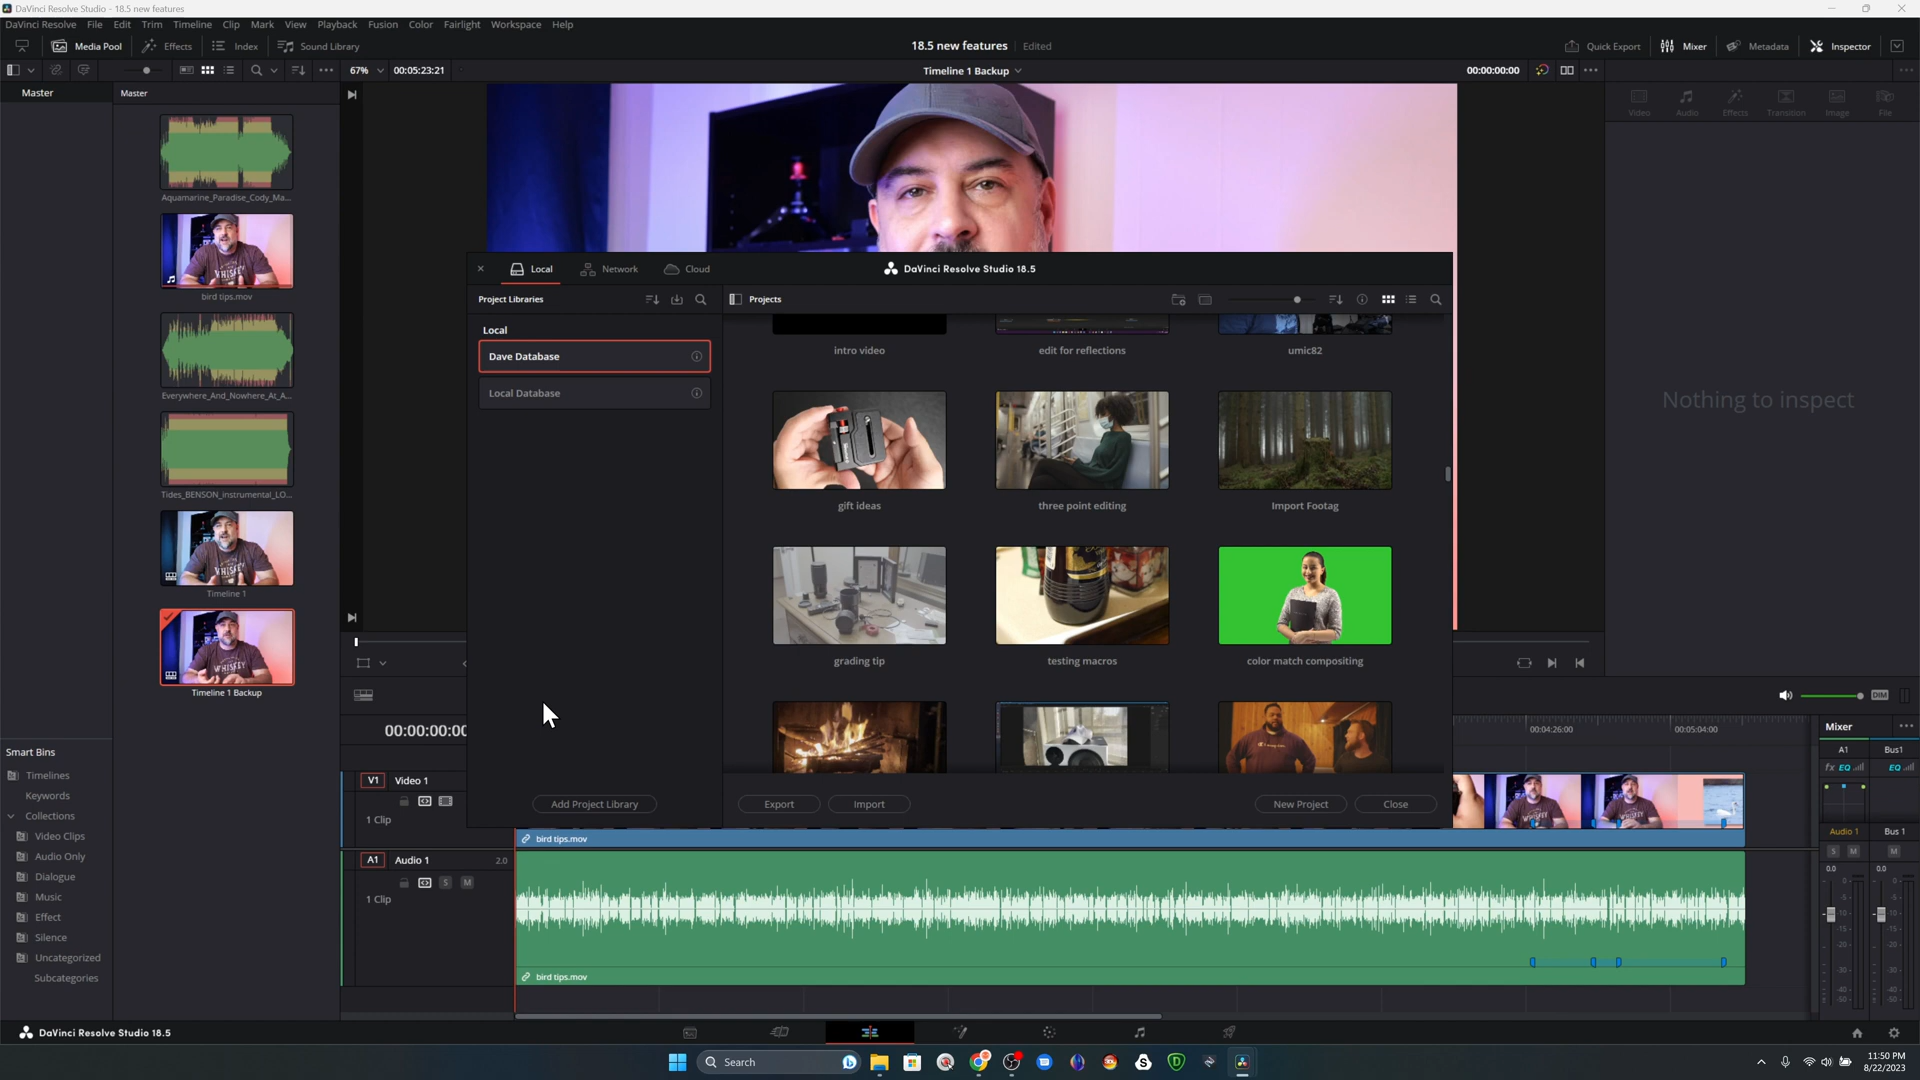 DaVinci Resolve Studio - 18.5 new features
DaVinci Resolve File Edit Trim Timeline Clip Mark View Playback Fusion Color Fairlight Workspace Help
Media Pool Effects Index Sound Library 18.5 new features Edited Quick Export Mixer Metadata Inspector
67% 00:05:23:21 Timeline 1 Backup 00:00:00:00
Master Master
Video Audio Effects Transition Image File
Aquamarine_Paradise_Cody_Ma...
bird tips.mov
Everywhere_And_Nowhere_At_A...
Tides_BENSON_instrumental_LO...
Timeline 1
Timeline 1 Backup
Local Network Cloud DaVinci Resolve Studio 18.5
Project Libraries Projects
Local
Dave Database
Local Database
intro video edit for reflections umic82
gift ideas three point editing Import Footag
grading tip testing macros color match compositing
Add Project Library Export Import New Project Close
Nothing to inspect
DIM
00:00:00:00 00:04:26:00 00:05:04:00
Mixer
A1 Bus1
fx EQ EQ
Audio 1 Bus 1
S M M
0.0 0.0
V1 Video 1
1 Clip
bird tips.mov
A1 Audio 1 2.0
S M
1 Clip
bird tips.mov
Smart Bins
Timelines
Keywords
Collections
Video Clips
Audio Only
Dialogue
Music
Effect
Silence
Uncategorized
Subcategories
DaVinci Resolve Studio 18.5
Search
11:50 PM
8/22/2023